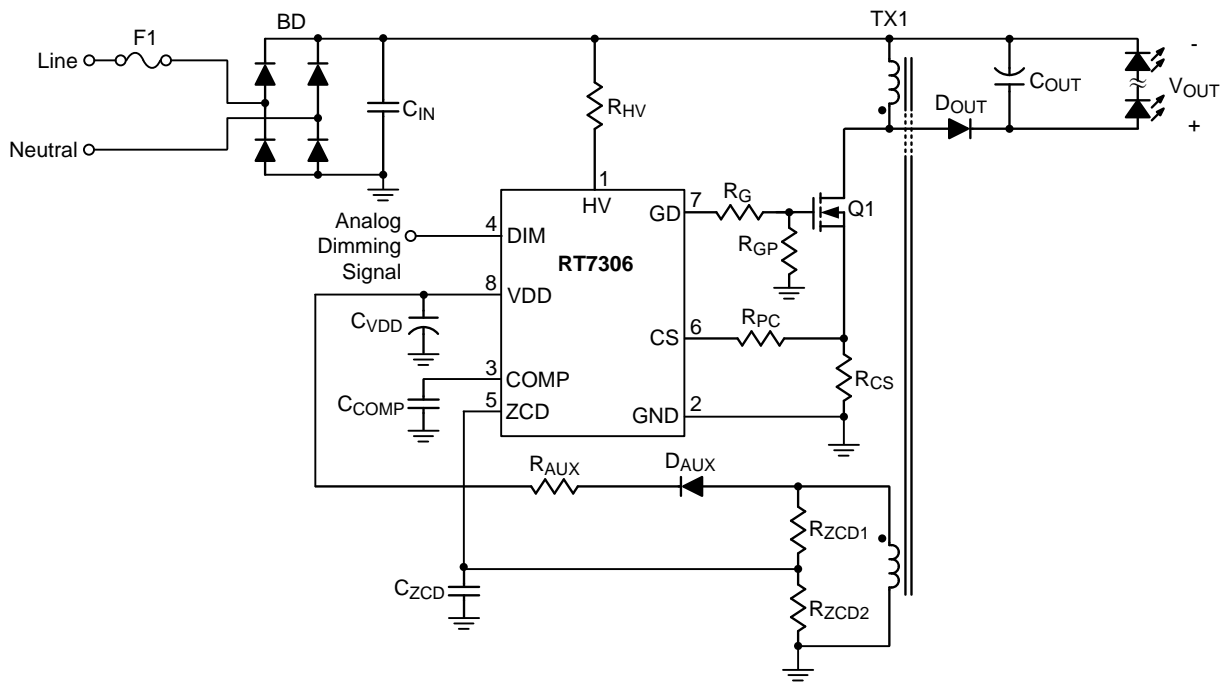 F1
BD
TX1
Line
Neutral
CIN
RHV
COUT
DOUT
-
VOUT
+
1
HV
Analog
Dimming
Signal
4
DIM
RT7306
GD
7
RG
RGP
Q1
8
VDD
CVDD
CS
6
RPC
RCS
3
COMP
CCOMP
5
ZCD
GND
2
RAUX
DAUX
RZCD1
RZCD2
CZCD